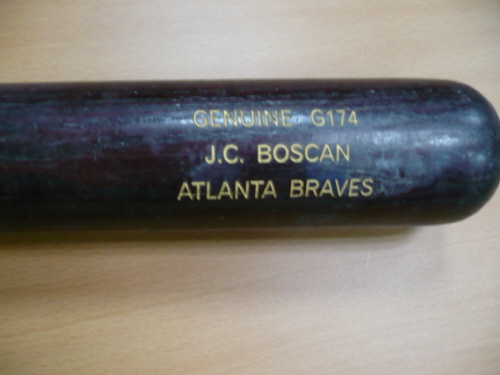 GENUINE G174
J.C. BOSCAN
ATLANTA BRAVES